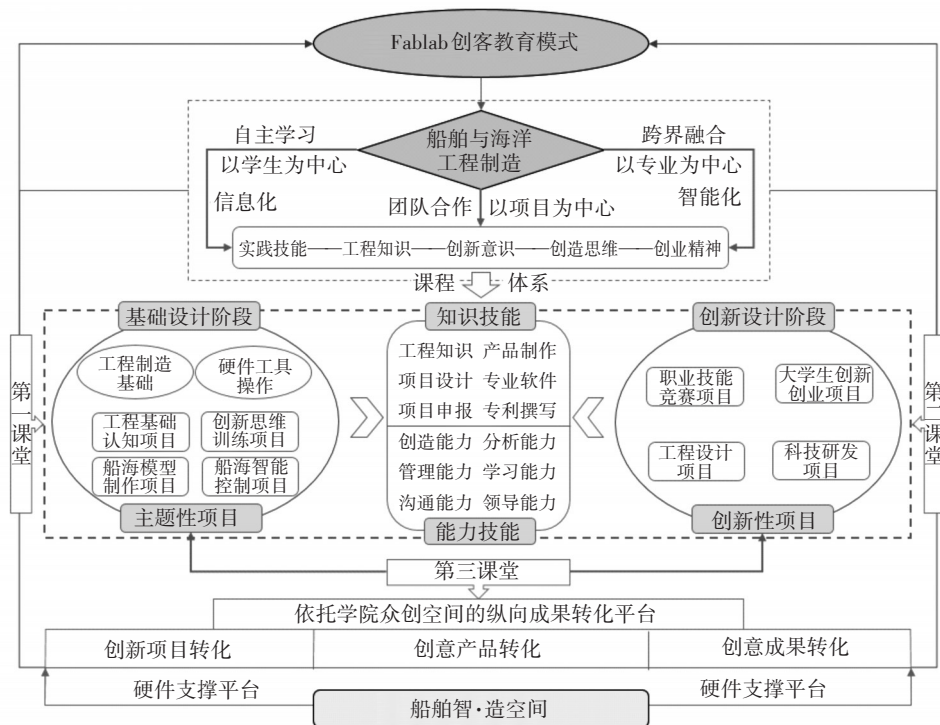 Fablab创客教育模式
自主学习
船舶与海洋
工程制造
跨界融合
以学生为中心
以专业为中心
信息化
团队合作
以项目为中心
智能化
实践技能——工程知识——创新意识——创造思维——创业精神
课程
体系
基础设计阶段
知识技能
创新设计阶段
第一课堂
工程制造
基础
硬件工具
操作
工程基础
认知项目
创新思维
训练项目
船海模型
制作项目
船海智能
控制项目
主题性项目
工程知识 产品制作
项目设计 专业软件
项目申报 专利撰写
创造能力 分析能力
管理能力 学习能力
沟通能力 领导能力
能力技能
职业技能
竞赛项目
大学生创新
创业项目
工程设计
项目
科技研发
项目
创新性项目
第二课堂
第三课堂
依托学院众创空间的纵向成果转化平台
创新项目转化
创意产品转化
创意成果转化
硬件支撑平台
硬件支撑平台
船舶智·造空间